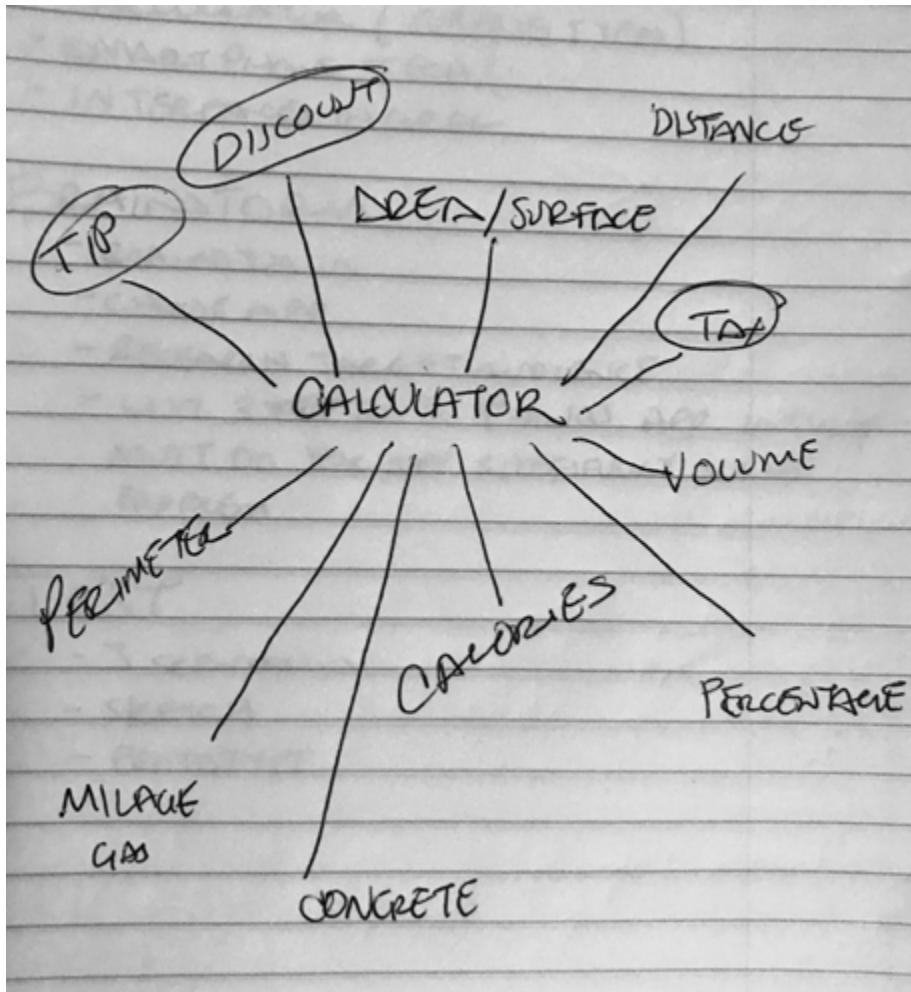 DISCOUNT
DISTANCE
AREA/SURFACE
TIP
TAX
CALCULATOR
VOLUME
PERIMETER
CALORIES
PERCENTAGE
MILAGE
GAS
CONCRETE